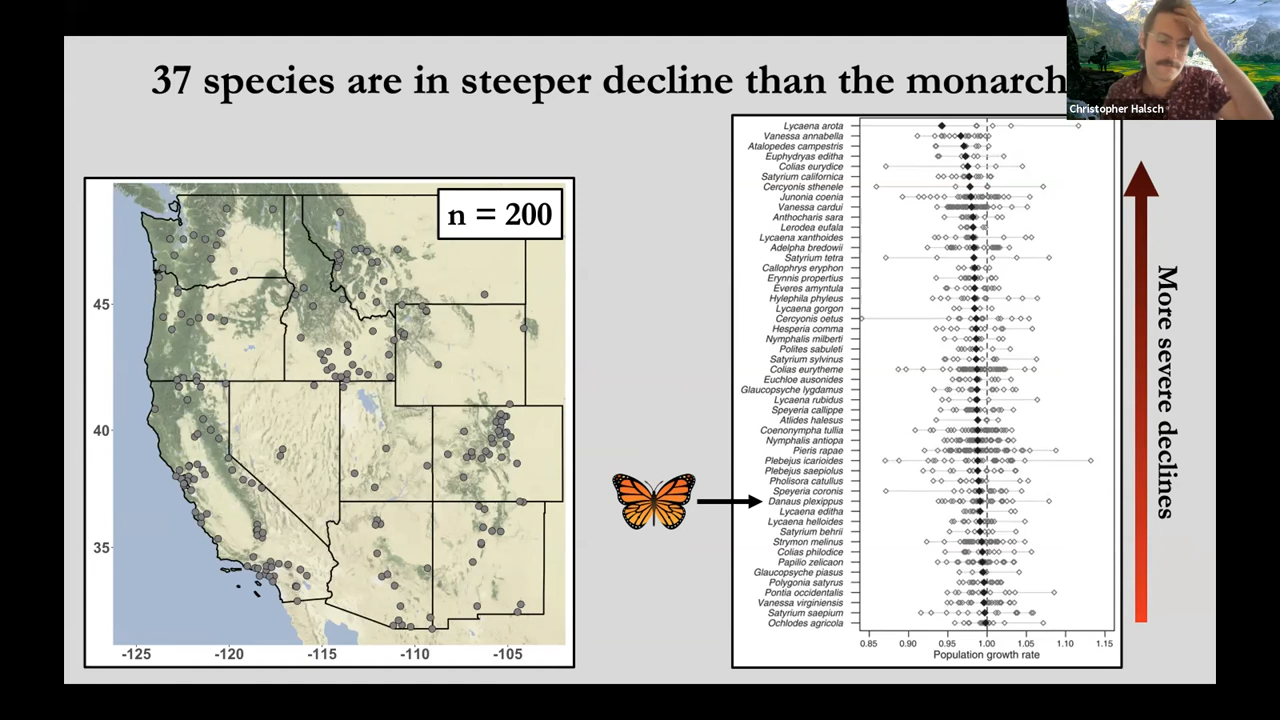 37 species are in steeper decline than the monarch
Christopher Halsch
n = 200
45
40
35
-125
-120
-115
-110
-105
Lycaena arota
Vanessa annabella
Atalopedes campestris
Euphydryas editha
Colias eurydice
Satyrium californica
Cercyonis sthenele
Junonia coenia
Vanessa cardui
Anthocharis sara
Lerodea eufala
Lycaena xanthoides
Adelpha bredowii
Satyrium tetra
Callophrys eryphon
Erynnis propertius
Everes amyntula
Hylephila phyleus
Lycaena gorgon
Cercyonis oetus
Hesperia comma
Nymphalis milberti
Polites sabuleti
Satyrium sylvinus
Colias eurytheme
Euchloe ausonides
Glaucopsyche lygdamus
Lycaena rubidus
Speyeria callippe
Atlides halesus
Coenonympha tullia
Nymphalis antiopa
Pieris rapae
Plebejus icarioides
Plebejus saepiolus
Pholisora catullus
Speyeria coronis
Danaus plexippus
Lycaena editha
Lycaena helloides
Satyrium behrii
Strymon melinus
Colias philodice
Papilio zelicaon
Glaucopsyche piasus
Polygonia satyrus
Pontia occidentalis
Vanessa virginiensis
Satyrium saepium
Ochlodes agricola
0.85
0.90
0.95
1.00
1.05
1.10
1.15
Population growth rate
More severe declines